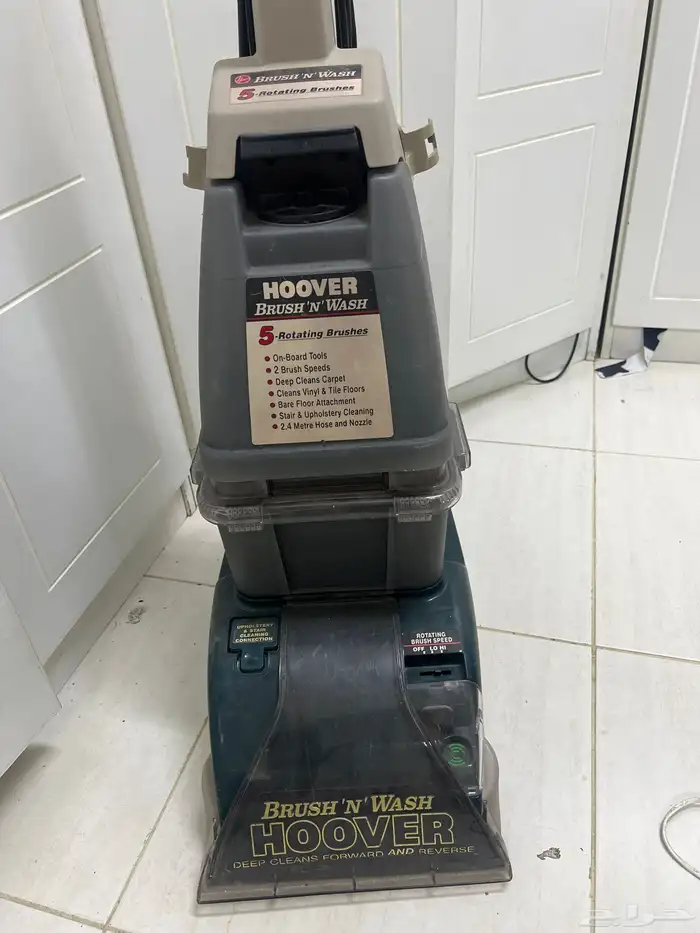 BRUSH 'N' WASH
5-Rotating Brushes
HOOVER
BRUSH 'N' WASH
5-Rotating Brushes
• On-Board Tools
• 2 Brush Speeds
• Deep Cleans Carpet
• Cleans Vinyl & Tile Floors
• Bare Floor Attachment
• Stair & Upholstery Cleaning
• 2.4 Metre Hose and Nozzle
UPHOLSTERY
& STAIR
CLEANING
CONNECTION
ROTATING
BRUSH SPEED
OFF LO HI
BRUSH 'N' WASH
HOOVER
DEEP CLEANS FORWARD AND REVERSE
حراج